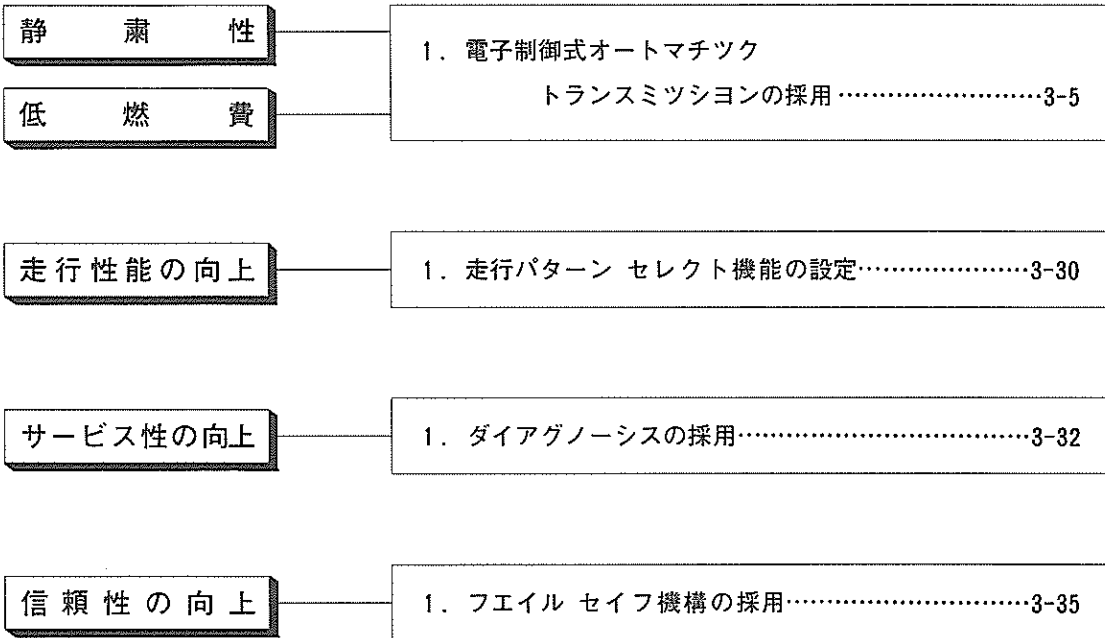 静粛性
1. 電子制御式オートマチツク
トランスミツシヨンの採用……………………3-5
低燃費
走行性能の向上
1. 走行パターン セレクト機能の設定…………………3-30
サービス性の向上
1. ダイアグノーシスの採用………………………………3-32
信頼性の向上
1. フエイル セイフ機構の採用…………………………3-35